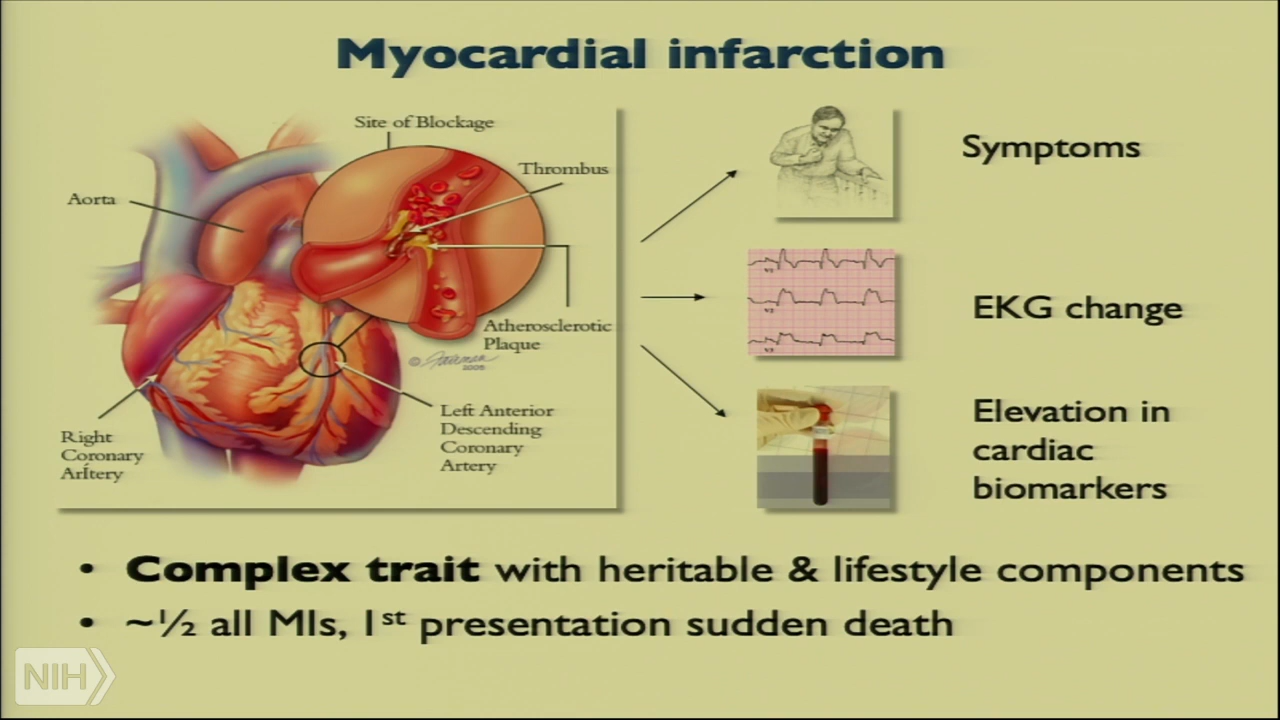 Myocardial infarction
Site of Blockage
Thrombus
Aorta
Atherosclerotic
Plaque
2006
Left Anterior
Descending
Coronary
Artery
Right
Coronary
Artery
Symptoms
EKG change
Elevation in
cardiac
biomarkers
• Complex trait with heritable & lifestyle components
• ~½ all MIs, 1st presentation sudden death
NIH